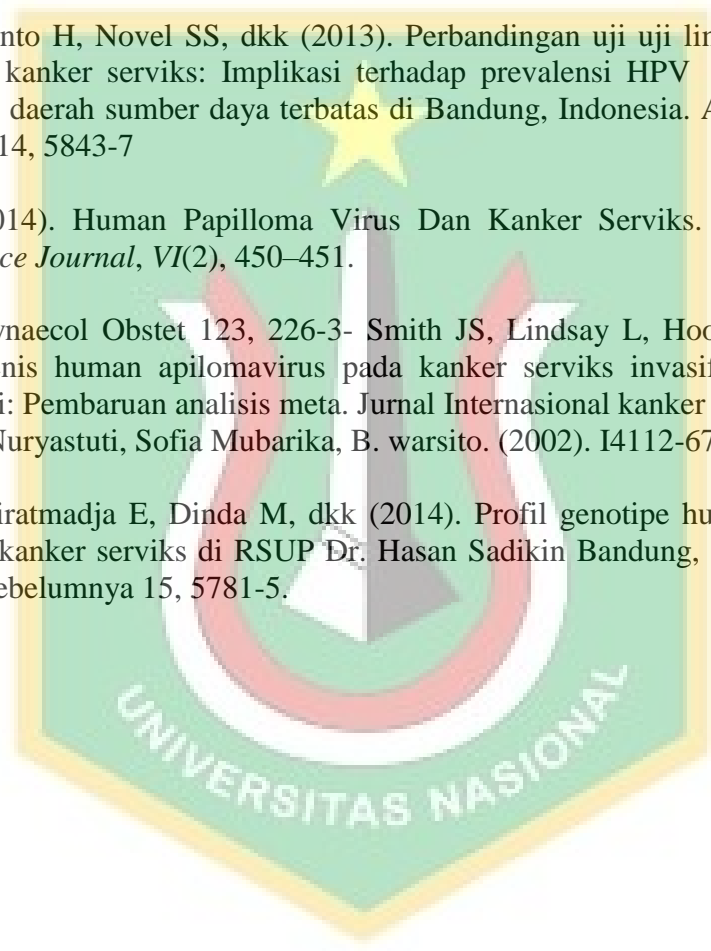 nto H, Novel SS, dkk (2013). Perbandingan uji uji lin
kanker serviks: Implikasi terhadap prevalensi HPV
daerah sumber daya terbatas di Bandung, Indonesia. A
14, 5843-7
014). Human Papilloma Virus Dan Kanker Serviks.
ce Journal, VI(2), 450–451.
ynaecol Obstet 123, 226-3- Smith JS, Lindsay L, Hoo
nis human apilomavirus pada kanker serviks invasif
i: Pembaruan analisis meta. Jurnal Internasional kanker
Nuryastuti, Sofia Mubarika, B. warsito. (2002). I4112-67
iratmadja E, Dinda M, dkk (2014). Profil genotipe hu
kanker serviks di RSUP Dr. Hasan Sadikin Bandung,
ebelumnya 15, 5781-5.
UNIVERSITAS NASIONAL